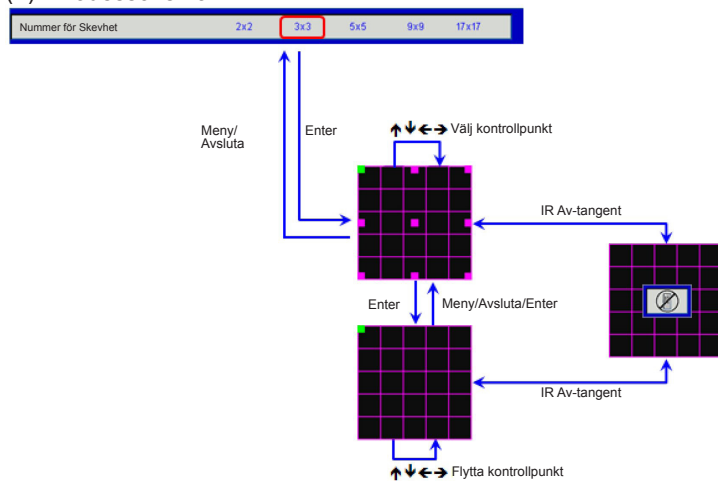 Nummer för Skevhet 2x2 3x3 5x5 9x9 17x17
Meny/
Avsluta
Enter
↑↓←→ Välj kontrollpunkt
IR Av-tangent
Enter
Meny/Avsluta/Enter
IR Av-tangent
↑↓←→ Flytta kontrollpunkt